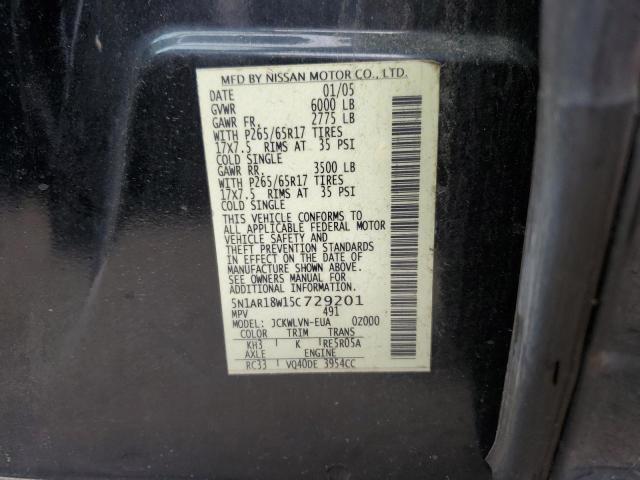 MFD BY NISSAN MOTOR CO., LTD.
DATE 01/05
GVWR 6000 LB
GAWR FR. 2775 LB
WITH P265/65R17 TIRES
17X7.5 RIMS AT 35 PSI
COLD SINGLE
GAWR RR. 3500 LB
WITH P265/65R17 TIRES
17X7.5 RIMS AT 35 PSI
COLD SINGLE
THIS VEHICLE CONFORMS TO
ALL APPLICABLE FEDERAL MOTOR
VEHICLE SAFETY AND
THEFT PREVENTION STANDARDS
IN EFFECT ON THE DATE OF
MANUFACTURE SHOWN ABOVE.
SEE OWNERS MANUAL FOR
ADDITIONAL INFORMATION.
5N1AR18W15C729201
MPV 491
MODEL: JCKWLVN-EUA 02000
COLOR TRIM TRANS
KH3 K RE5R05A
AXLE ENGINE
RC33 VQ40DE 3954CC